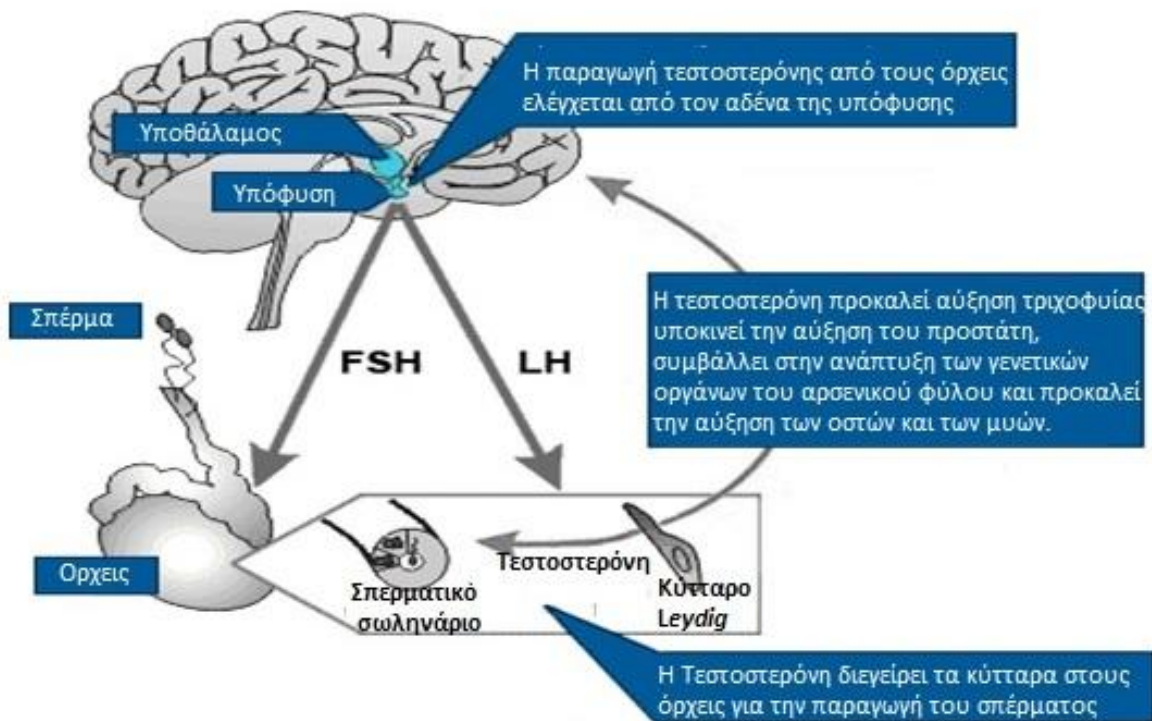 Η παραγωγή τεστοστερόνης από τους όρχεις
ελέγχεται από τον αδένα της υπόφυσης
Υποθάλαμος
Υπόφυση
Σπέρμα
FSH
LH
Η τεστοστερόνη προκαλεί αύξηση τριχοφυίας
υποκινεί την αύξηση του προστάτη,
συμβάλλει στην ανάπτυξη των γενετικών
οργάνων του αρσενικού φύλου και προκαλεί
την αύξηση των οστών και των μυών.
Ορχεις
Τεστοστερόνη
Σπερματικό
σωληνάριο
Κύτταρο
Leydig
Η Τεστοστερόνη διεγείρει τα κύτταρα στους
όρχεις για την παραγωγή του σπέρματος